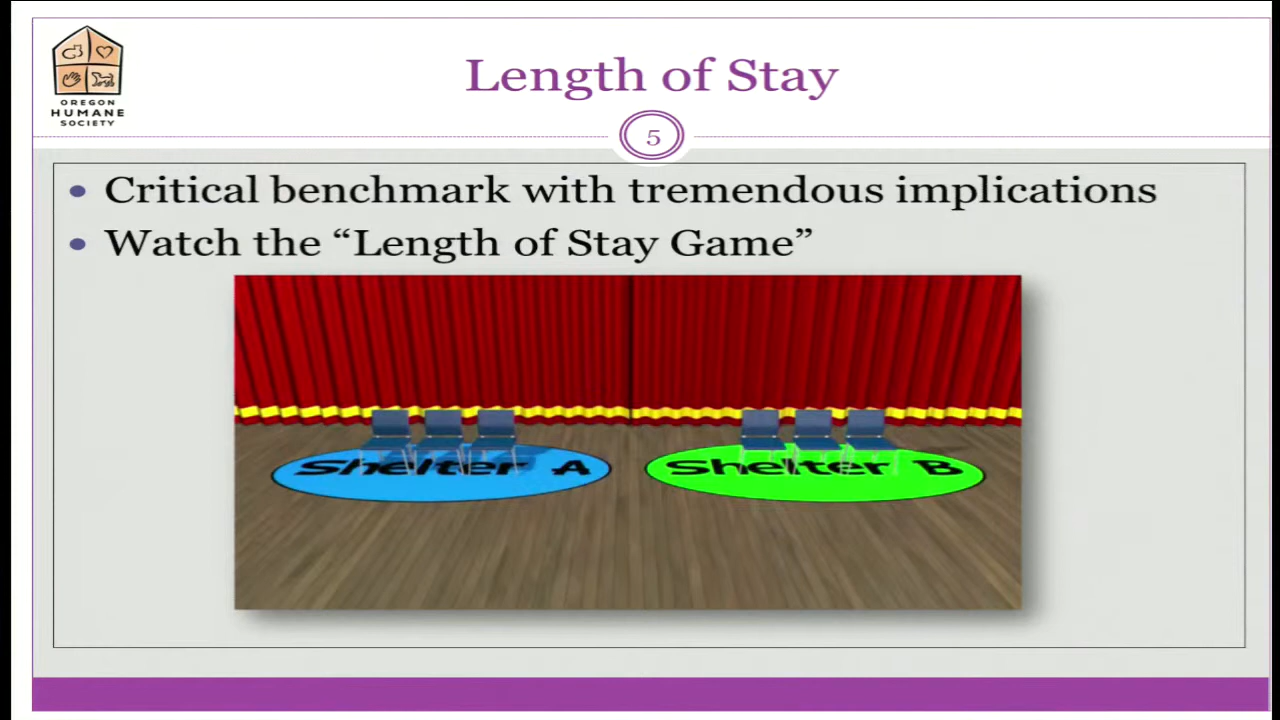 OREGON
HUMANE
SOCIETY
Length of Stay
5
• Critical benchmark with tremendous implications
• Watch the “Length of Stay Game”
Shelter A
Shelter B